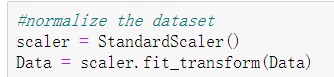 #normalize the dataset
scaler = StandardScaler()
Data = scaler.fit_transform(Data)